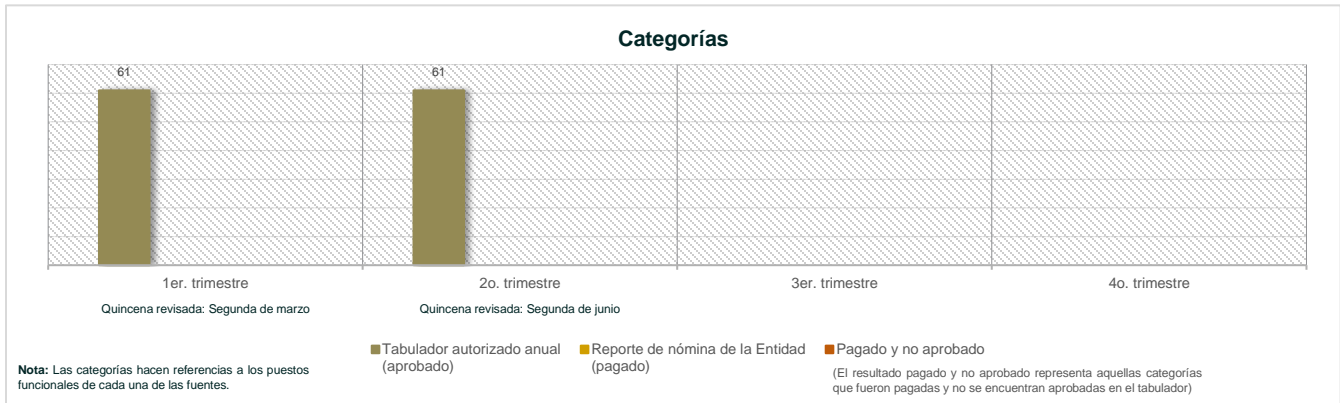 Categorías
61
61
1er. trimestre
2o. trimestre
3er. trimestre
4o. trimestre
Quincena revisada: Segunda de marzo
Quincena revisada: Segunda de junio
Tabulador autorizado anual
(aprobado)
Reporte de nómina de la Entidad
(pagado)
Pagado y no aprobado
(El resultado pagado y no aprobado representa aquellas categorías
que fueron pagadas y no se encuentran aprobadas en el tabulador)
Nota: Las categorías hacen referencias a los puestos
funcionales de cada una de las fuentes.